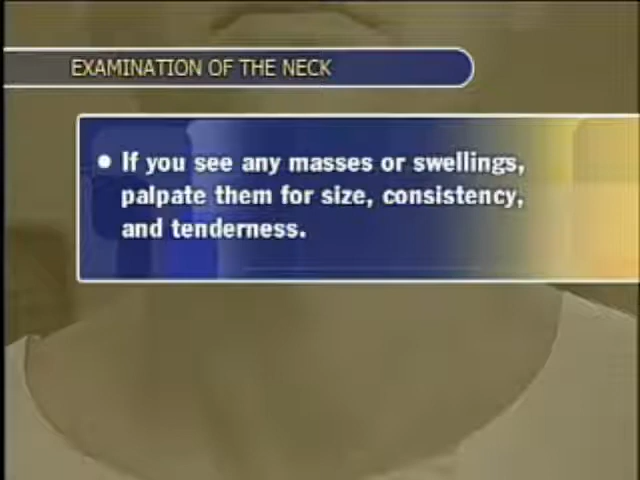 EXAMINATION OF THE NECK
• If you see any masses or swellings,
palpate them for size, consistency,
and tenderness.